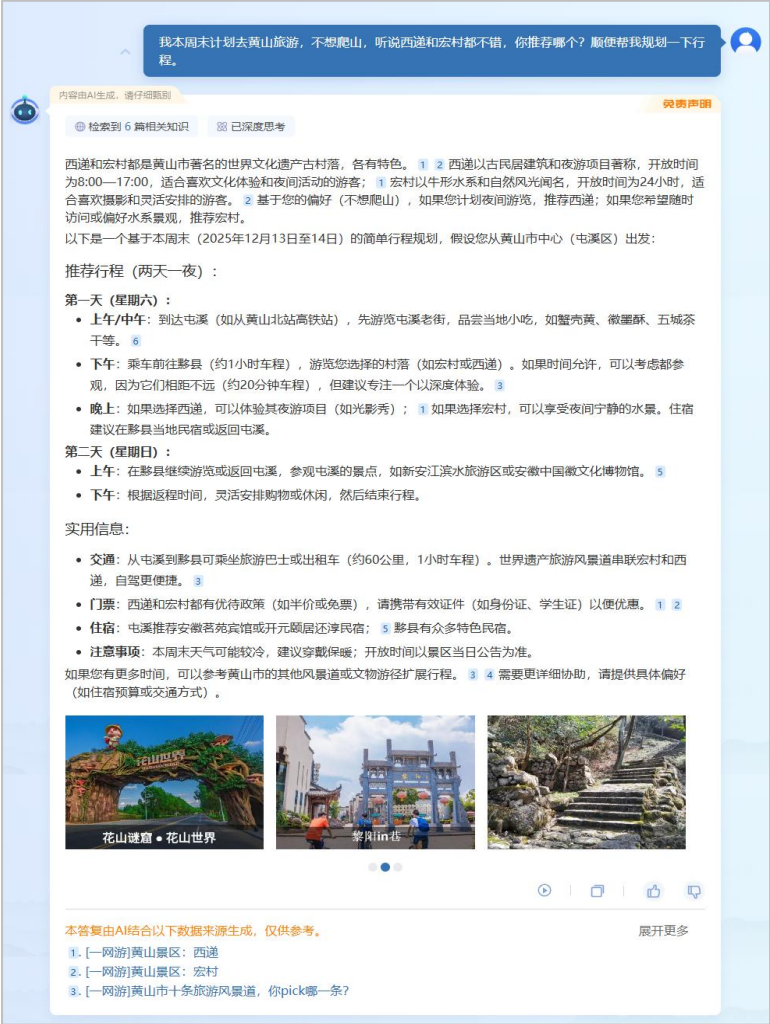 我本周末计划去黄山旅游，不想爬山，听说西递和宏村都不错，你推荐哪个？顺便帮我规划一下行
程。
内容由AI生成，请仔细甄别
免责声明
检索到 6 篇相关知识 已深度思考
西递和宏村都是黄山市著名的世界文化遗产古村落，各有特色。 1 2 西递以古民居建筑和夜游项目著称，开放时间
为8:00—17:00，适合喜欢文化体验和夜间活动的游客； 1 宏村以牛形水系和自然风光闻名，开放时间为24小时，适
合喜欢摄影和灵活安排的游客。 2 基于您的偏好（不想爬山），如果您计划夜间游览，推荐西递；如果您希望随时
访问或偏好水系景观，推荐宏村。
以下是一个基于本周末（2025年12月13日至14日）的简单行程规划，假设您从黄山市中心（屯溪区）出发：
推荐行程（两天一夜）：
第一天（星期六）：
• 上午/中午：到达屯溪（如从黄山北站高铁站），先游览屯溪老街，品尝当地小吃，如蟹壳黄、徽墨酥、五城茶
干等。 6
• 下午：乘车前往黟县（约1小时车程），游览您选择的村落（如宏村或西递）。如果时间允许，可以考虑都参
观，因为它们相距不远（约20分钟车程），但建议专注一个以深度体验。 3
• 晚上：如果选择西递，可以体验其夜游项目（如光影秀）； 1 如果选择宏村，可以享受夜间宁静的水景。住宿
建议在黟县当地民宿或返回屯溪。
第二天（星期日）：
• 上午：在黟县继续游览或返回屯溪，参观屯溪的景点，如新安江滨水旅游区或安徽中国徽文化博物馆。 5
• 下午：根据返程时间，灵活安排购物或休闲，然后结束行程。
实用信息：
• 交通：从屯溪到黟县可乘坐旅游巴士或出租车（约60公里，1小时车程）。世界遗产旅游风景道串联宏村和西
递，自驾更便捷。 3
• 门票：西递和宏村都有优待政策（如半价或免票），请携带有效证件（如身份证、学生证）以便优惠。 1 2
• 住宿：屯溪推荐安徽茗苑宾馆或开元颐居还淳民宿； 5 黟县有众多特色民宿。
• 注意事项：本周末天气可能较冷，建议穿戴保暖；开放时间以景区当日公告为准。
如果您有更多时间，可以参考黄山市的其他风景道或文物游径扩展行程。 3 4 需要更详细协助，请提供具体偏好
（如住宿预算或交通方式）。
花山世界
花山谜窟•花山世界
黎阳in巷
本答复由AI结合以下数据来源生成，仅供参考。 展开更多
1. [一网游]黄山景区：西递
2. [一网游]黄山景区：宏村
3. [一网游]黄山市十条旅游风景道，你pick哪一条?